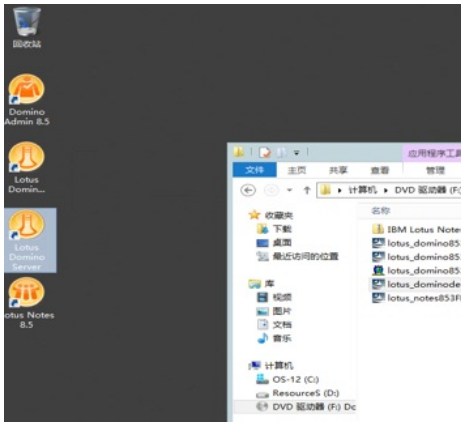 回收站
Domino
Admin 8.5
Lotus
Domin...
Lotus
Domino
Server
otus Notes
8.5
应用程序工具
文件 主页 共享 查看 管理
计算机 DVD 驱动器 (F:)
收藏夹
下载
桌面
最近访问的位置
库
视频
图片
文档
音乐
计算机
OS-12 (C:)
ResourceS (D:)
DVD 驱动器 (F:) Dc
名称
IBM Lotus Note
lotus_domino85
lotus_domino85
lotus_domino85
lotus_dominode
lotus_notes853F